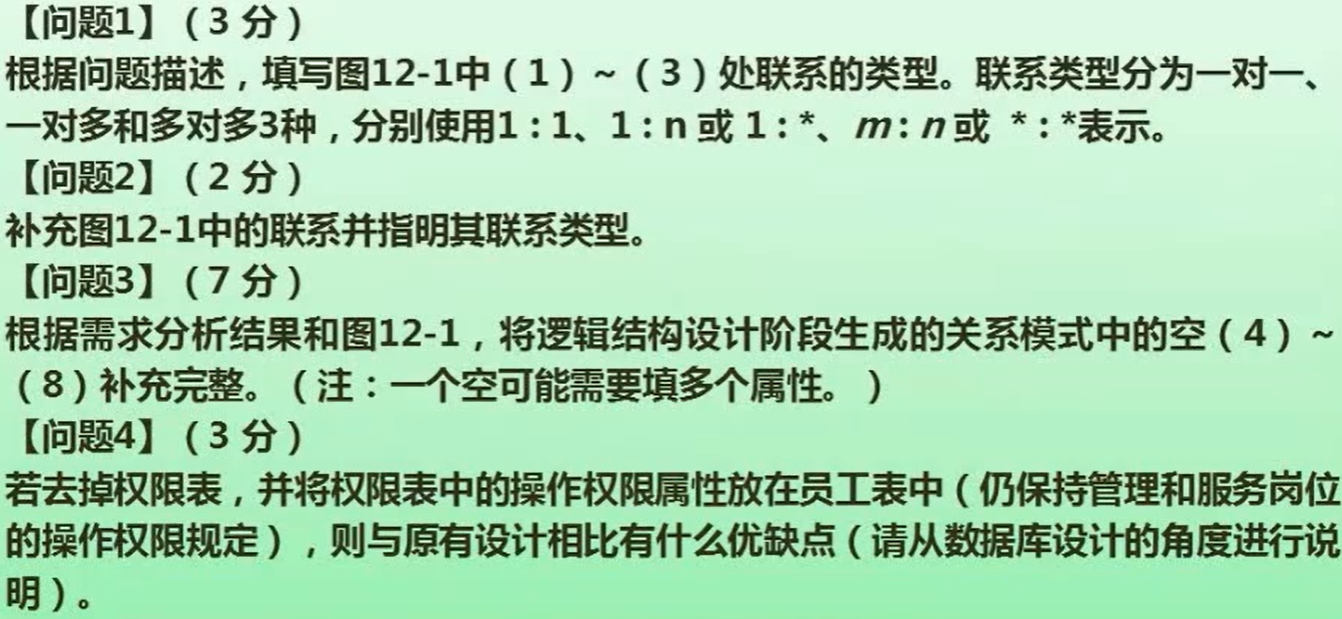 【问题1】（3 分）
根据问题描述，填写图12-1中（1）~（3）处联系的类型。联系类型分为一对一、
一对多和多对多3种，分别使用1:1、1:n 或 1:*、m:n 或 *:*表示。
【问题2】（2 分）
补充图12-1中的联系并指明其联系类型。
【问题3】（7 分）
根据需求分析结果和图12-1，将逻辑结构设计阶段生成的关系模式中的空（4）~
（8）补充完整。（注：一个空可能需要填多个属性。）
【问题4】（3 分）
若去掉权限表，并将权限表中的操作权限属性放在员工表中（仍保持管理和服务岗位
的操作权限规定），则与原有设计相比有什么优缺点（请从数据库设计的角度进行说
明）。